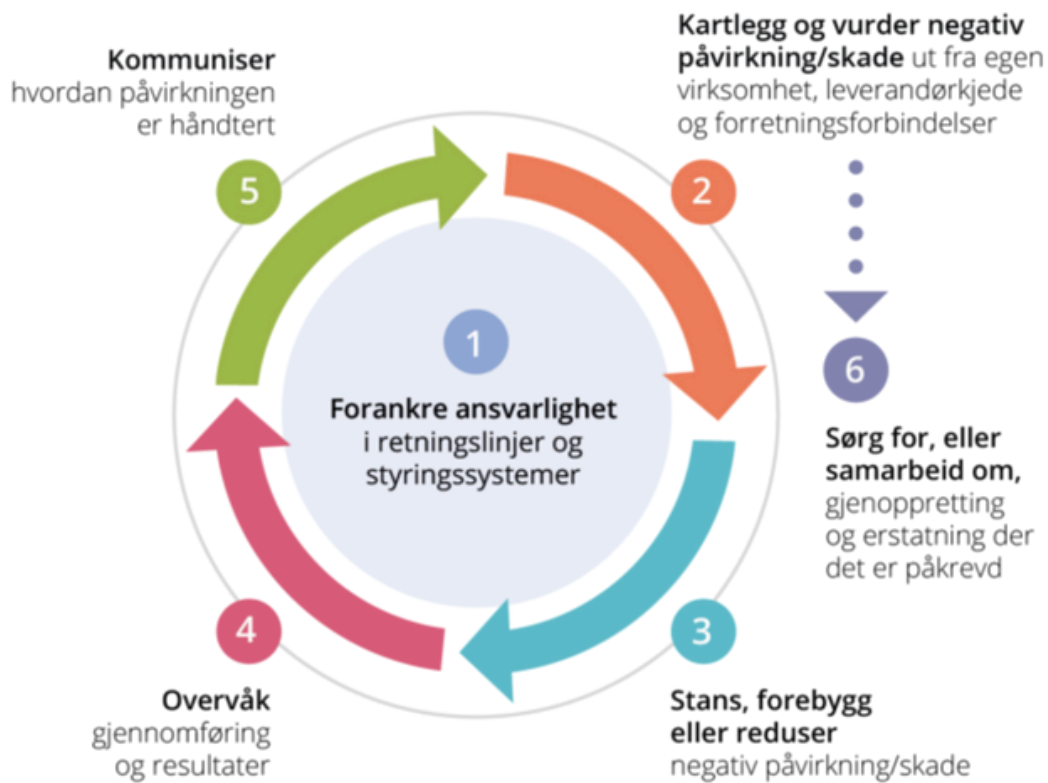 Kommuniser
hvordan påvirkningen
er håndtert
5
Kartlegg og vurder negativ
påvirkning/skade ut fra egen
virksomhet, leverandørkjede
og forretningsforbindelser
2
1
Forankre ansvarlighet
i retningslinjer og
styringssystemer
6
Sørg for, eller
samarbeid om,
gjenoppretting
og erstatning der
det er påkrevd
4
Overvåk
gjennomføring
og resultater
3
Stans, forebygg
eller reduser
negativ påvirkning/skade